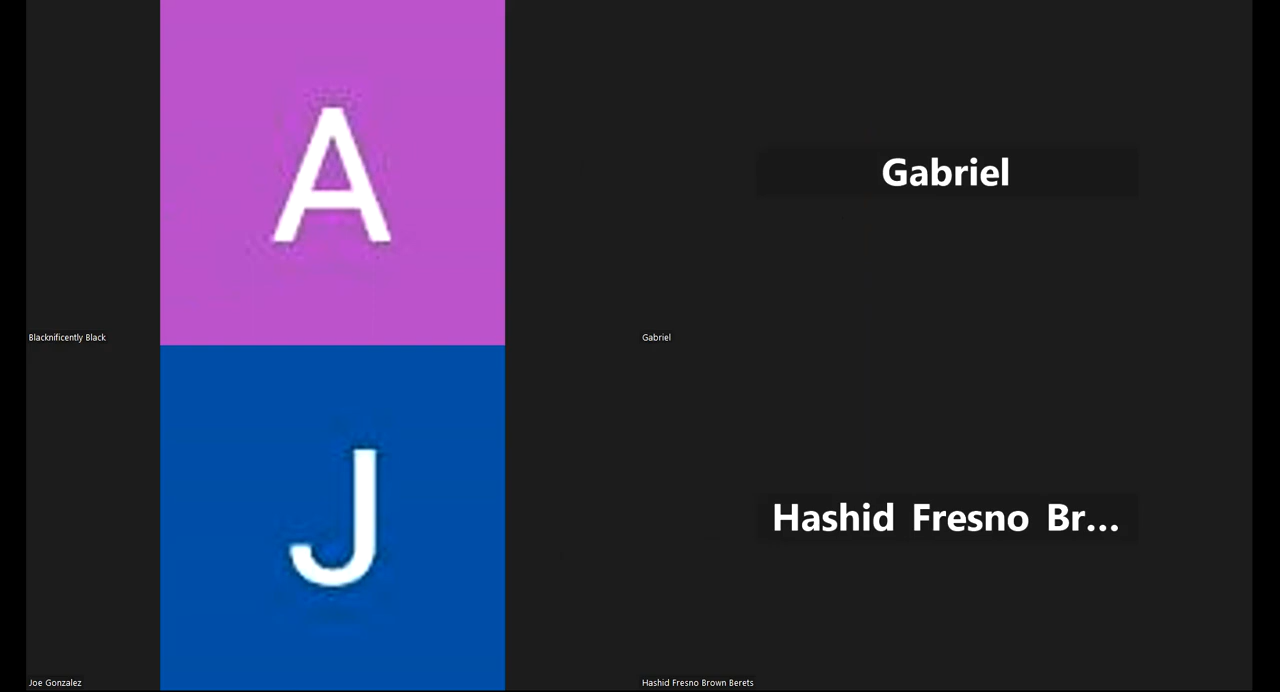 A
Gabriel
Blacknificently Black
Gabriel
J
Hashid Fresno Br...
Joe Gonzalez
Hashid Fresno Brown Berets